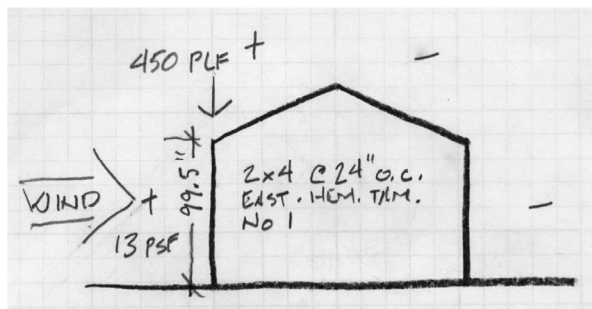 450 PLF + -
99.5"
2x4 @ 24" o.c.
EAST. HEM. TAM.
NO 1
WIND +
13 PSF
-